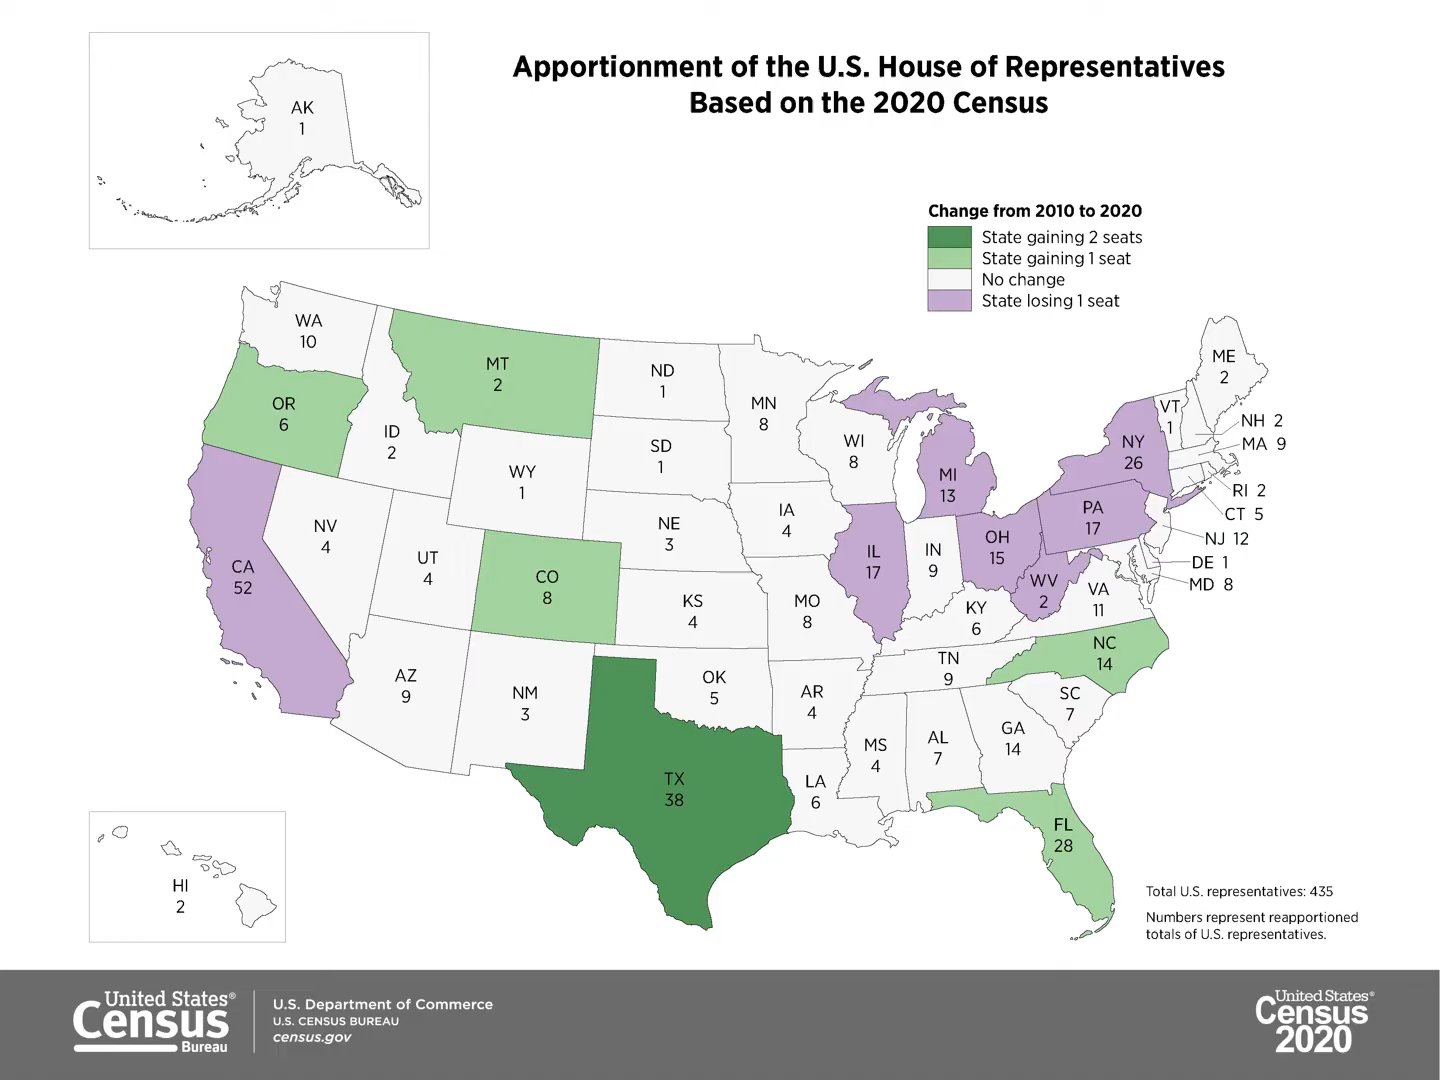 Apportionment of the U.S. House of Representatives
Based on the 2020 Census
AK
1
Change from 2010 to 2020
State gaining 2 seats
State gaining 1 seat
No change
State losing 1 seat
WA
10
MT
2
ND
1
ME
2
OR
6
ID
2
MN
8
VT
1
NH 2
MA 9
WI
8
NY
26
SD
1
WY
1
MI
13
RI 2
CT 5
NV
4
NE
3
IA
4
PA
17
NJ 12
CA
52
UT
4
CO
8
IL
17
IN
9
OH
15
DE 1
MD 8
WV
2
VA
11
KS
4
MO
8
KY
6
NC
14
AZ
9
NM
3
OK
5
AR
4
TN
9
SC
7
TX
38
MS
4
AL
7
GA
14
LA
6
FL
28
HI
2
Total U.S. representatives: 435
Numbers represent reapportioned
totals of U.S. representatives.
United States®
Census
Bureau
U.S. Department of Commerce
U.S. CENSUS BUREAU
census.gov
United States®
Census
2020